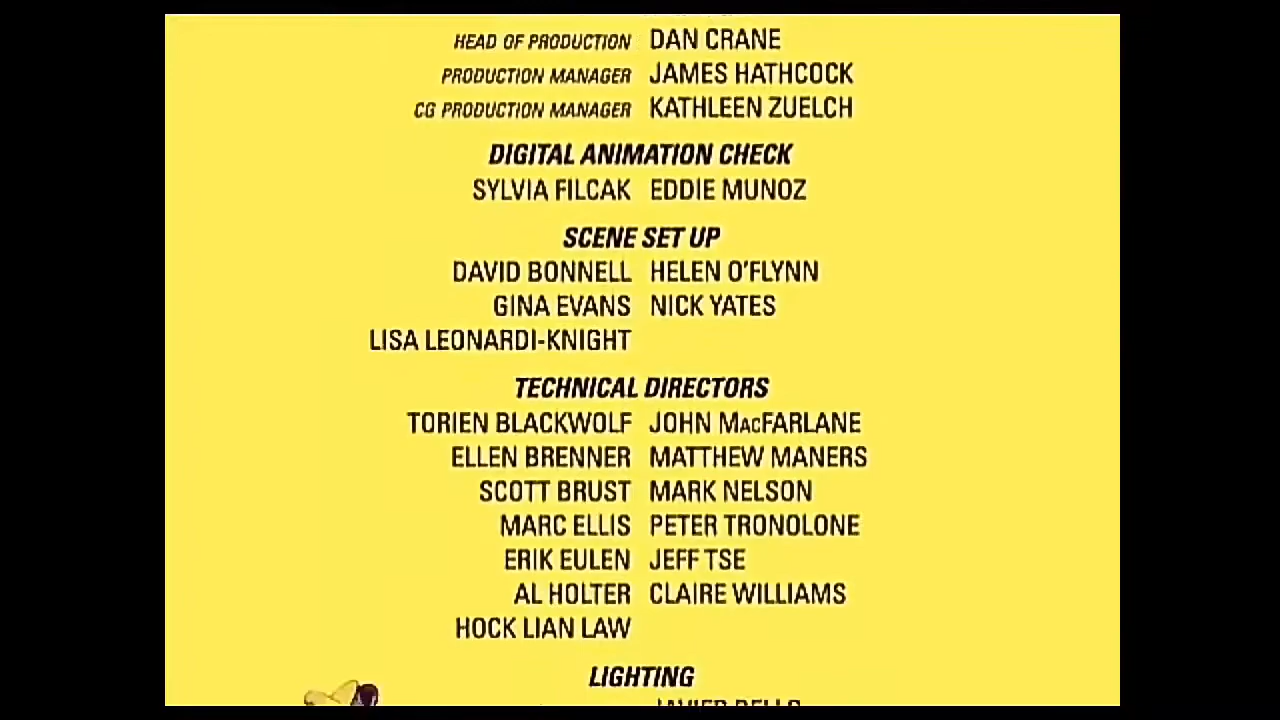 HEAD OF PRODUCTION DAN CRANE
PRODUCTION MANAGER JAMES HATHCOCK
CG PRODUCTION MANAGER KATHLEEN ZUELCH
DIGITAL ANIMATION CHECK
SYLVIA FILCAK EDDIE MUNOZ
SCENE SET UP
DAVID BONNELL HELEN O'FLYNN
GINA EVANS NICK YATES
LISA LEONARDI-KNIGHT
TECHNICAL DIRECTORS
TORIEN BLACKWOLF JOHN MacFARLANE
ELLEN BRENNER MATTHEW MANERS
SCOTT BRUST MARK NELSON
MARC ELLIS PETER TRONOLONE
ERIK EULEN JEFF TSE
AL HOLTER CLAIRE WILLIAMS
HOCK LIAN LAW
LIGHTING